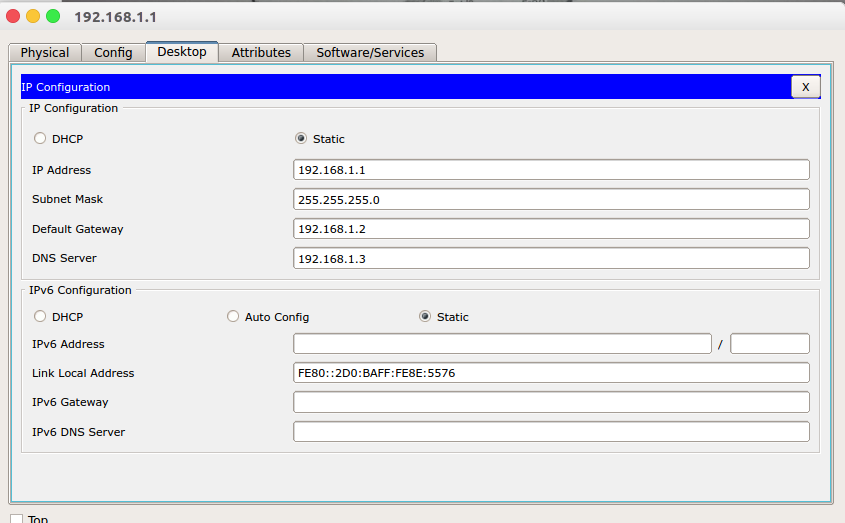 192.168.1.1
Physical Config Desktop Attributes Software/Services
IP Configuration X
IP Configuration
DHCP Static
IP Address 192.168.1.1
Subnet Mask 255.255.255.0
Default Gateway 192.168.1.2
DNS Server 192.168.1.3
IPv6 Configuration
DHCP Auto Config Static
IPv6 Address /
Link Local Address FE80::2D0:BAFF:FE8E:5576
IPv6 Gateway
IPv6 DNS Server
Top